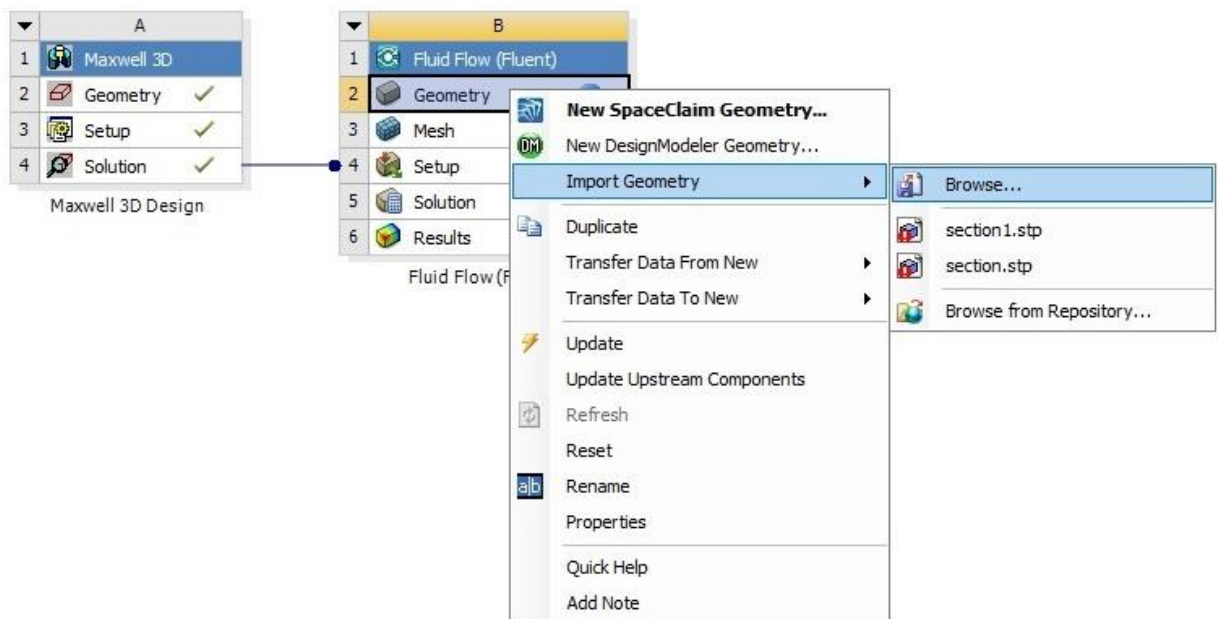 A
1 Maxwell 3D
2 Geometry
3 Setup
4 Solution
Maxwell 3D Design
B
1 Fluid Flow (Fluent)
2 Geometry
3 Mesh
4 Setup
5 Solution
6 Results
Fluid Flow (F
New SpaceClaim Geometry...
DM New DesignModeler Geometry...
Import Geometry
Duplicate
Transfer Data From New
Transfer Data To New
Update
Update Upstream Components
Refresh
Reset
a|b Rename
Properties
Quick Help
Add Note
Browse...
section1.stp
section.stp
Browse from Repository...